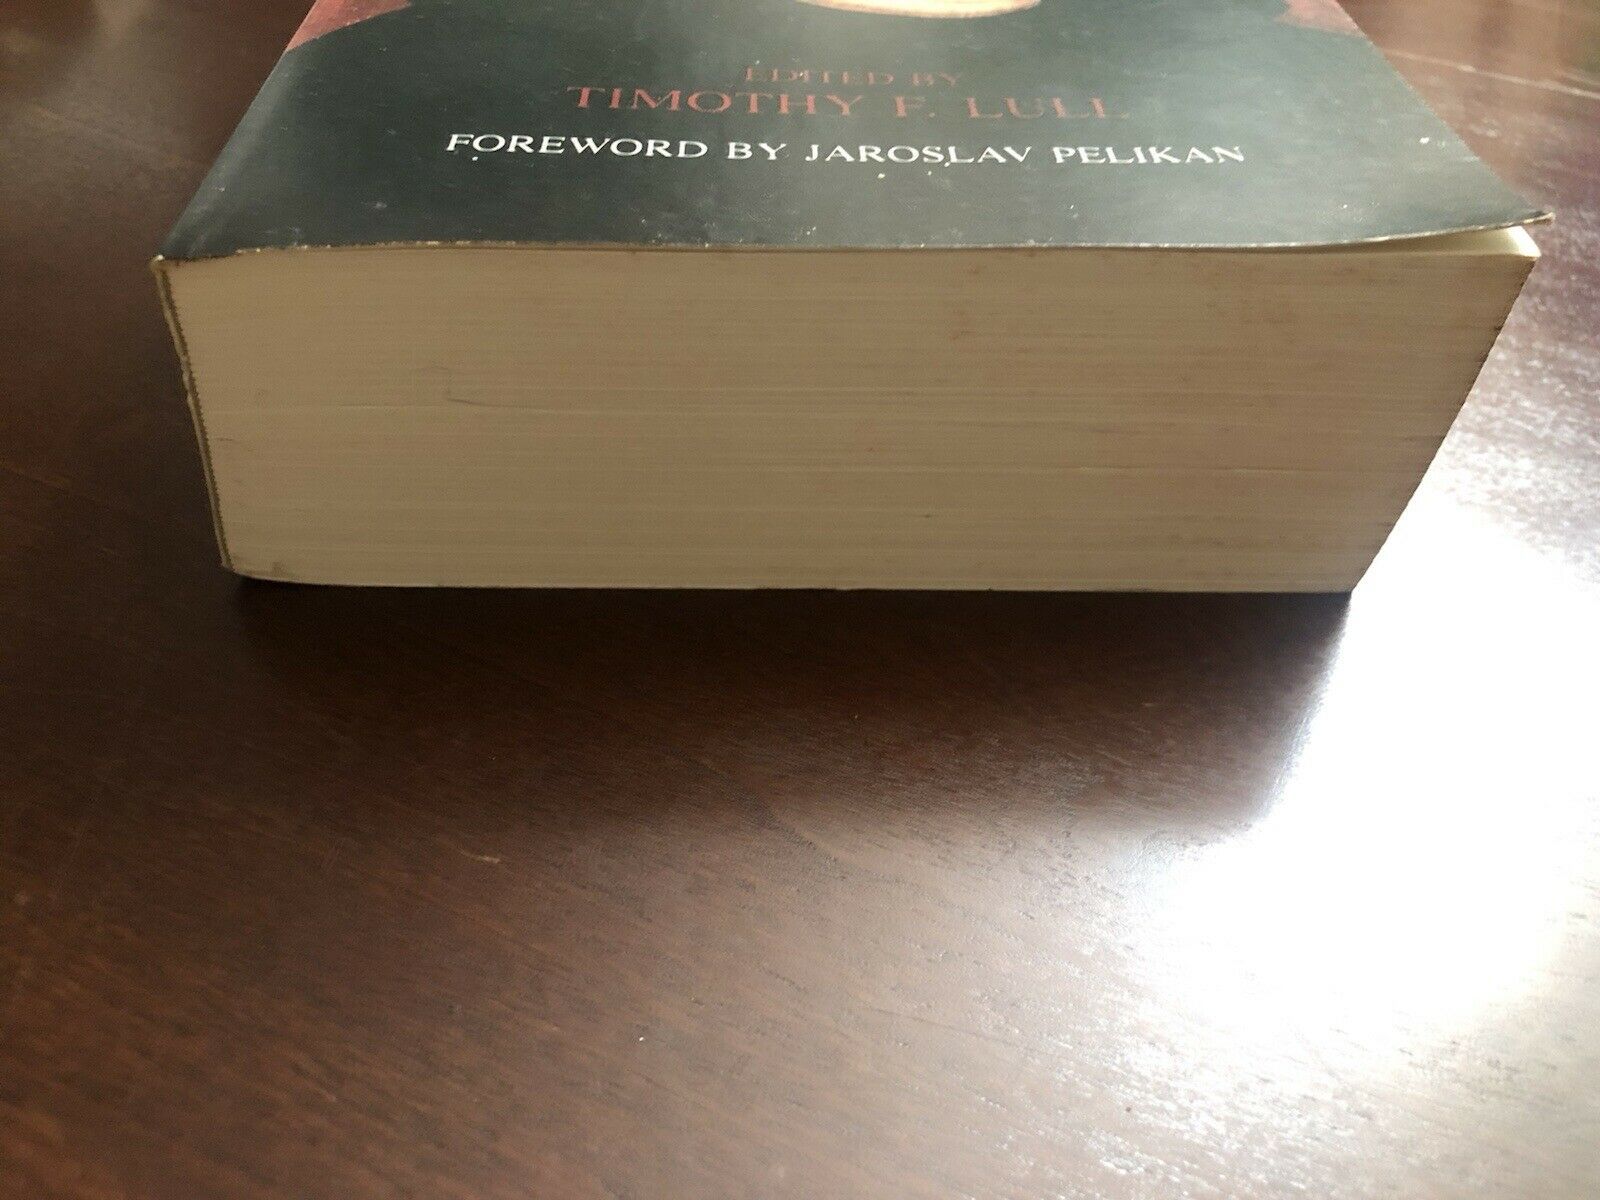 EDITED BY
TIMOTHY F. LULL
FOREWORD BY JAROSLAV PELIKAN